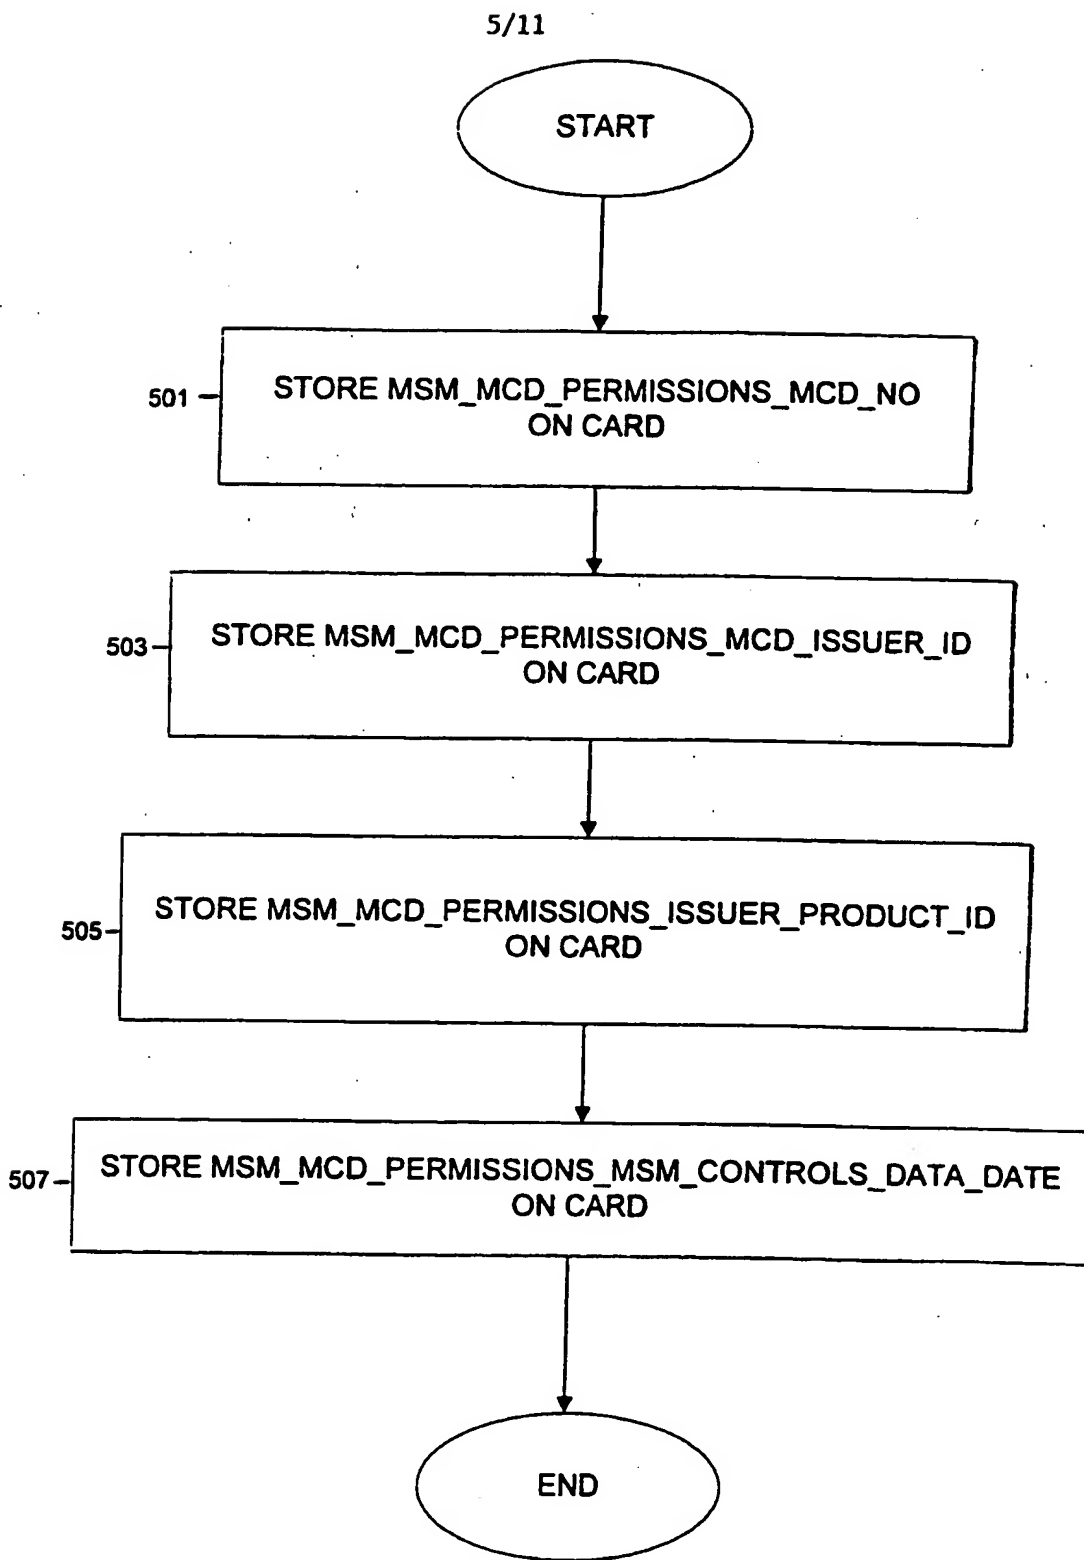 5/11
START
501
STORE MSM_MCD_PERMISSIONS_MCD_NO
ON CARD
503
STORE MSM_MCD_PERMISSIONS_MCD_ISSUER_ID
ON CARD
505
STORE MSM_MCD_PERMISSIONS_ISSUER_PRODUCT_ID
ON CARD
507
STORE MSM_MCD_PERMISSIONS_MSM_CONTROLS_DATA_DATE
ON CARD
END